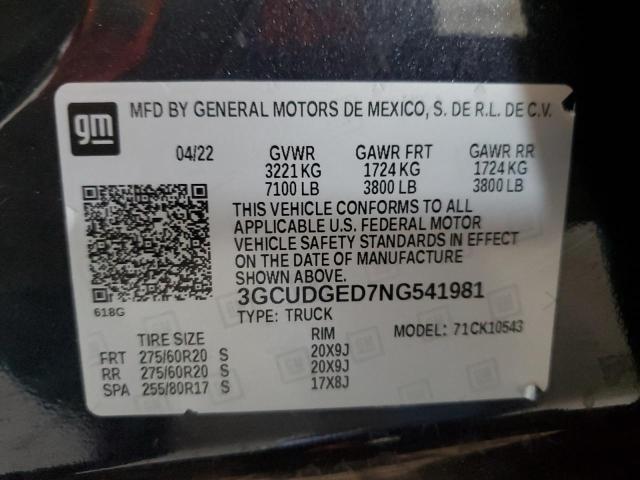 gm
MFD BY GENERAL MOTORS DE MEXICO, S. DE R.L. DE C.V.
04/22 GVWR GAWR FRT GAWR RR
3221 KG 1724 KG 1724 KG
7100 LB 3800 LB 3800 LB
THIS VEHICLE CONFORMS TO ALL
APPLICABLE U.S. FEDERAL MOTOR
VEHICLE SAFETY STANDARDS IN EFFECT
ON THE DATE OF MANUFACTURE
SHOWN ABOVE.
618G
3GCUDGED7NG541981
TYPE: TRUCK MODEL: 71CK10543
TIRE SIZE RIM
FRT 275/60R20 S 20X9J
RR 275/60R20 S 20X9J
SPA 255/80R17 S 17X8J